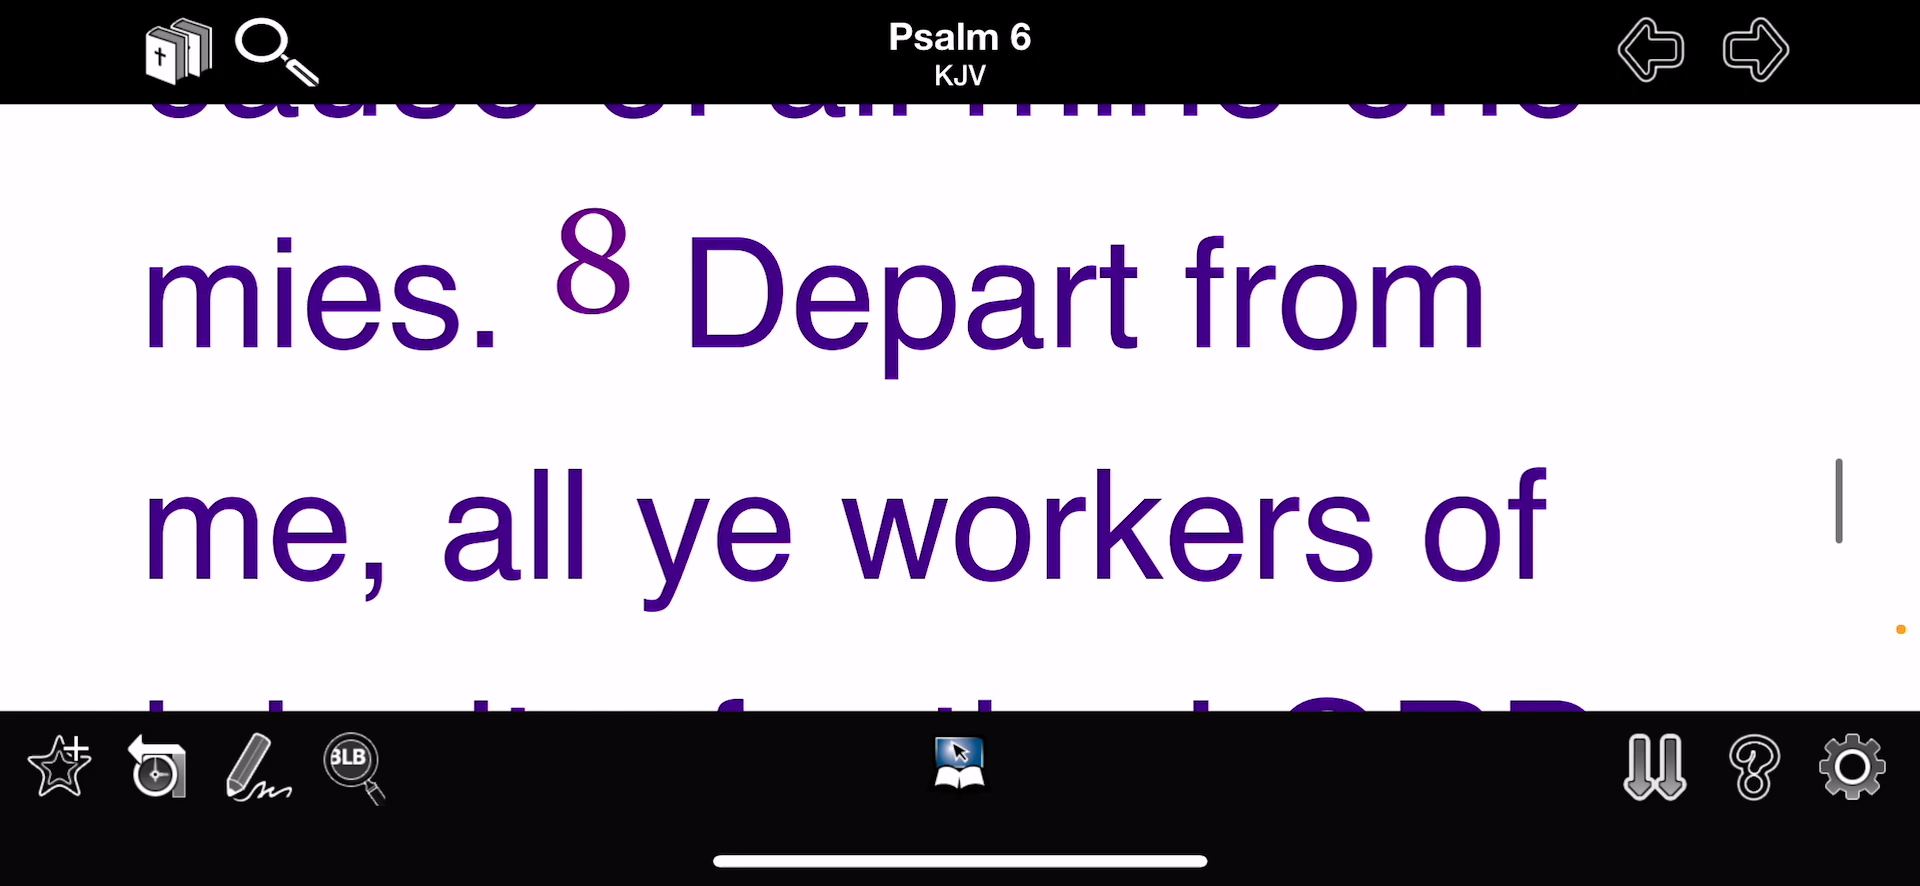 Psalm 6
KJV
mies. 8 Depart from
me, all ye workers of
BLB